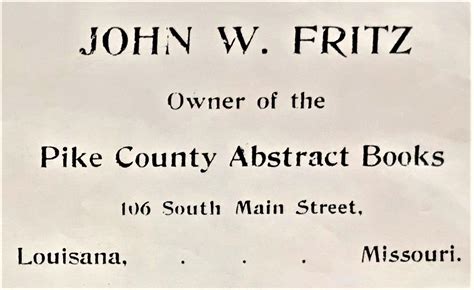 JOHN W. FRITZ
Owner of the
Pike County Abstract Books
106 South Main Street,
Louisana, . . . Missouri.